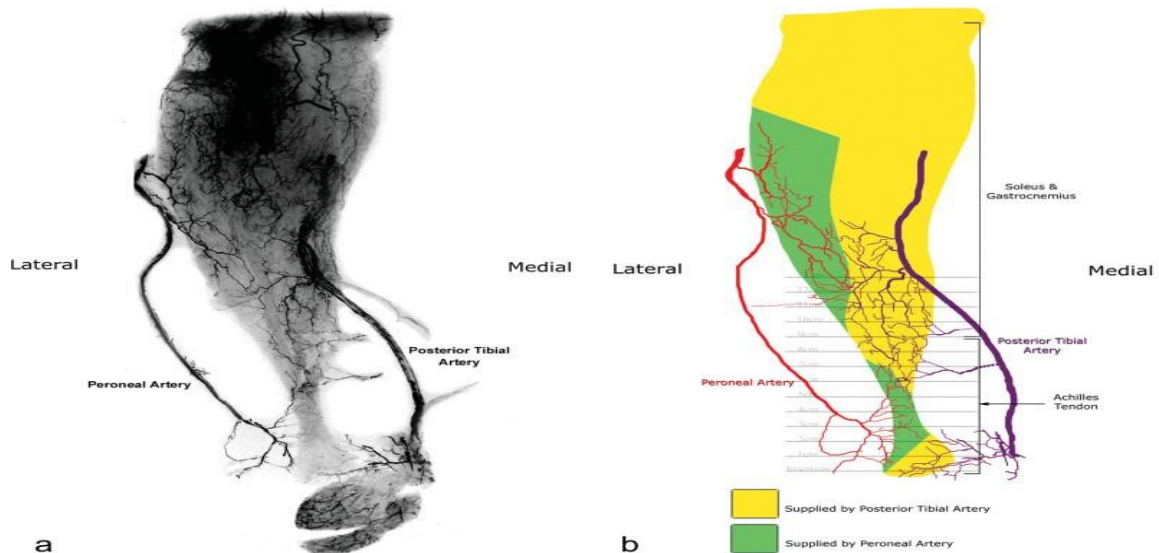 Lateral
Medial
Peroneal Artery
Posterior Tibial
Artery
a
Lateral
Medial
Soleus &
Gastrocnemius
Posterior Tibial
Artery
Peroneal Artery
Achilles
Tendon
Supplied by Posterior Tibial Artery
Supplied by Peroneal Artery
b